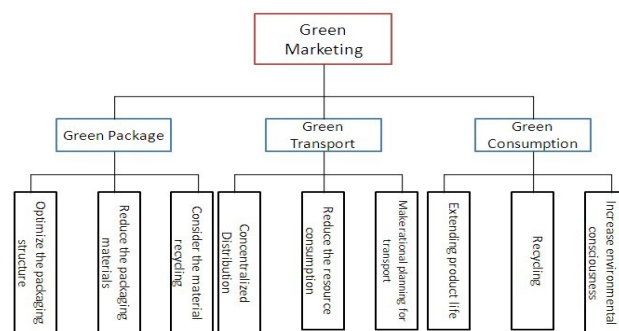 Green
Marketing
Green Package
Green
Transport
Green
Consumption
Optimize the packaging
structure
Reduce the packaging
materials
Consider the material
recycling
Concentralized
Distribution
Reduce the resource
consumption
Makerational planning for
transport
Extending product life
Recycling
Increase environmental
consciousness